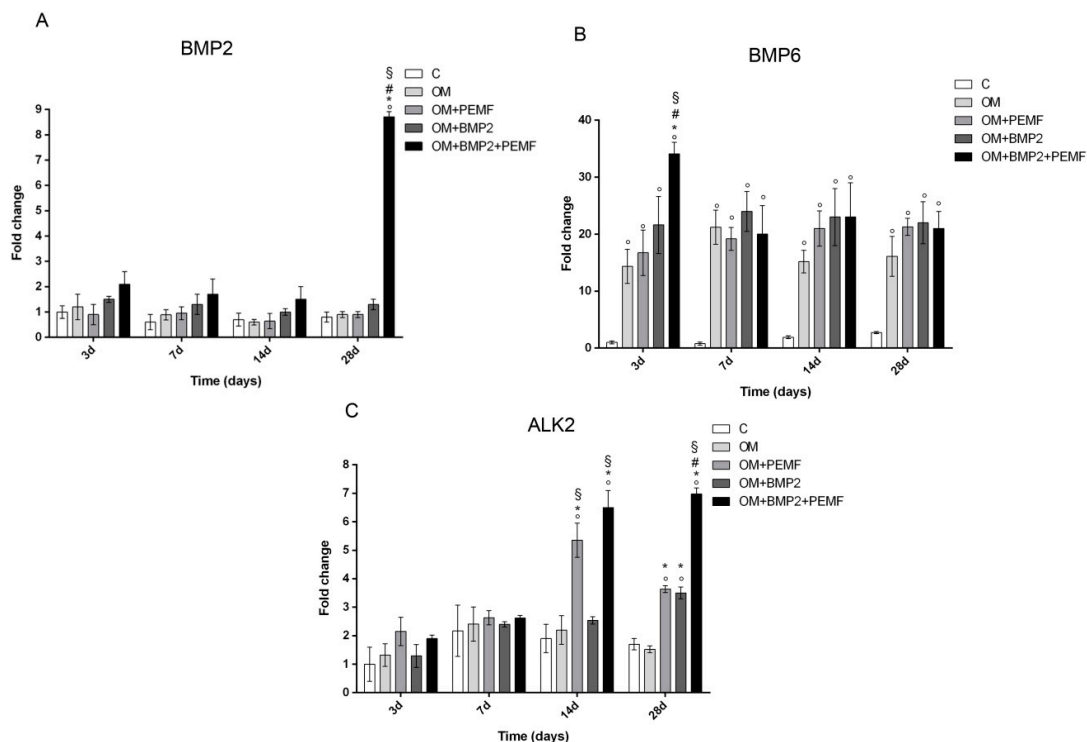 A
BMP2
C
OM
OM+PEMF
OM+BMP2
OM+BMP2+PEMF
§
#
*
°
9
8
7
6
5
4
3
2
1
0
Fold change
3d
7d
14d
28d
Time (days)
B
BMP6
C
OM
OM+PEMF
OM+BMP2
OM+BMP2+PEMF
§
#
*
°
° ° °
° ° ° °
° ° ° °
° ° ° °
40
30
20
10
0
Fold change
3d
7d
14d
28d
Time (days)
C
ALK2
C
OM
OM+PEMF
OM+BMP2
OM+BMP2+PEMF
§
*
°
§
*
°
* *
° °
§
#
*
°
8
7
6
5
4
3
2
1
0
Fold change
3d
7d
14d
28d
Time (days)